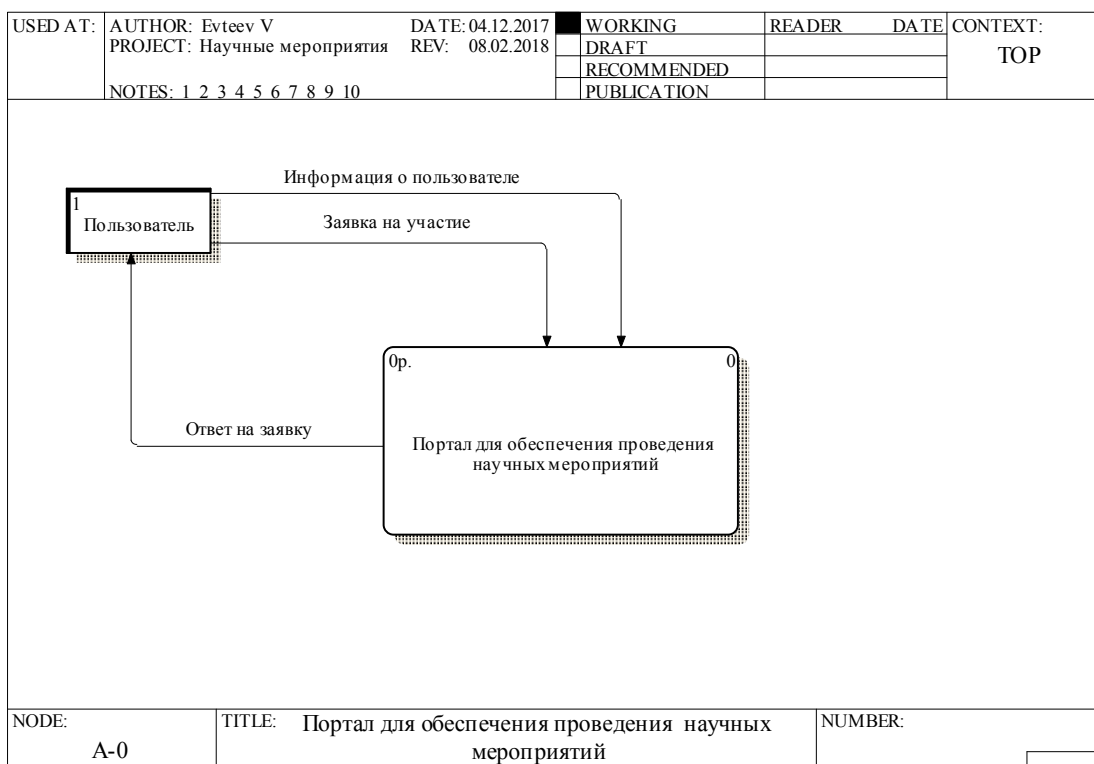 USED AT:
AUTHOR: Evteev V
DATE: 04.12.2017
PROJECT: Научные мероприятия
REV: 08.02.2018
NOTES: 1 2 3 4 5 6 7 8 9 10
WORKING
DRAFT
RECOMMENDED
PUBLICATION
READER
DATE
CONTEXT:
TOP
Информация о пользователе
1
Пользователь
Заявка на участие
0р.
0
Ответ на заявку
Портал для обеспечения проведения
научных мероприятий
NODE:
A-0
TITLE:
Портал для обеспечения проведения научных
мероприятий
NUMBER: